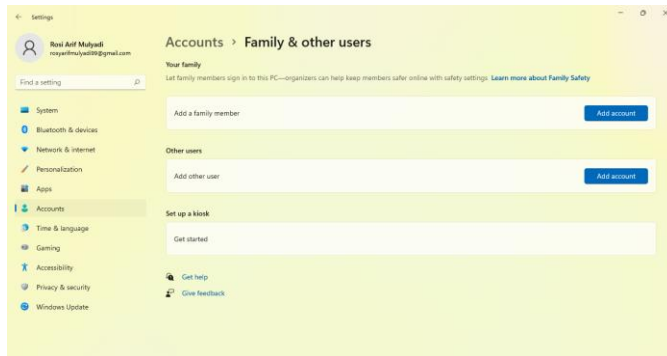 Settings
Rosi Arif Mulyadi
rosyarifmulyadi99@gmail.com
Find a setting
System
Bluetooth & devices
Network & internet
Personalization
Apps
Accounts
Time & language
Gaming
Accessibility
Privacy & security
Windows Update
Accounts > Family & other users
Your family
Let family members sign in to this PC—organizers can help keep members safer online with safety settings Learn more about Family Safety
Add a family member
Add account
Other users
Add other user
Add account
Set up a kiosk
Get started
Get help
Give feedback